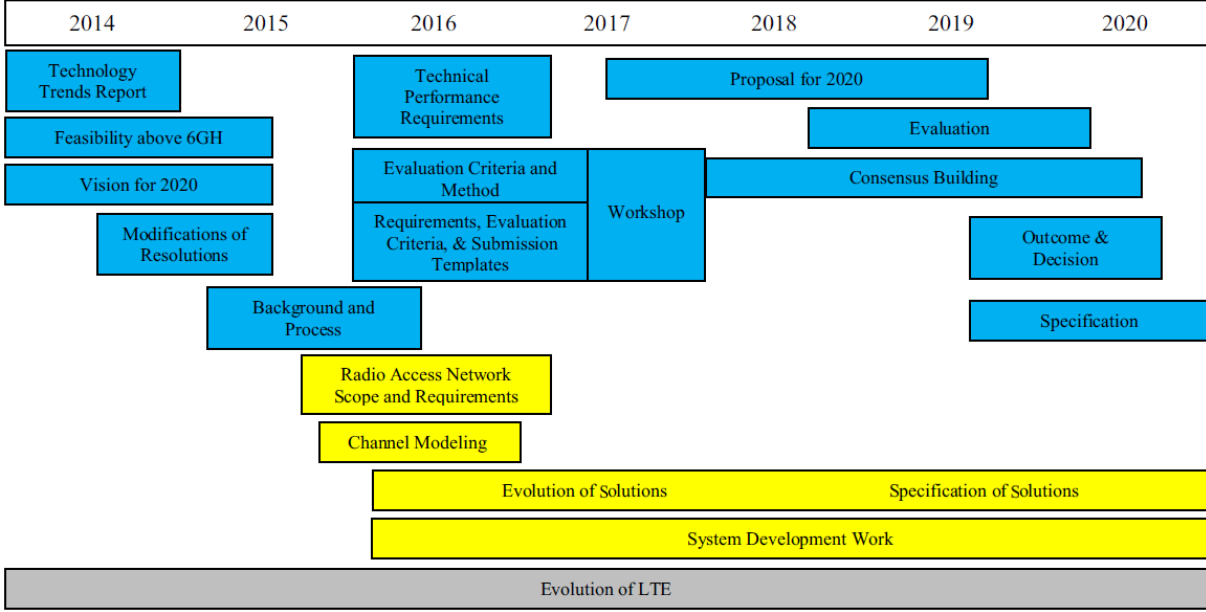 2014 2015 2016 2017 2018 2019 2020
Technology
Trends Report
Technical
Performance
Requirements
Proposal for 2020
Feasibility above 6GH
Evaluation
Vision for 2020
Evaluation Criteria and
Method
Workshop
Consensus Building
Modifications of
Resolutions
Requirements, Evaluation
Criteria, & Submission
Templates
Outcome &
Decision
Background and
Process
Specification
Radio Access Network
Scope and Requirements
Channel Modeling
Evolution of Solutions
Specification of Solutions
System Development Work
Evolution of LTE